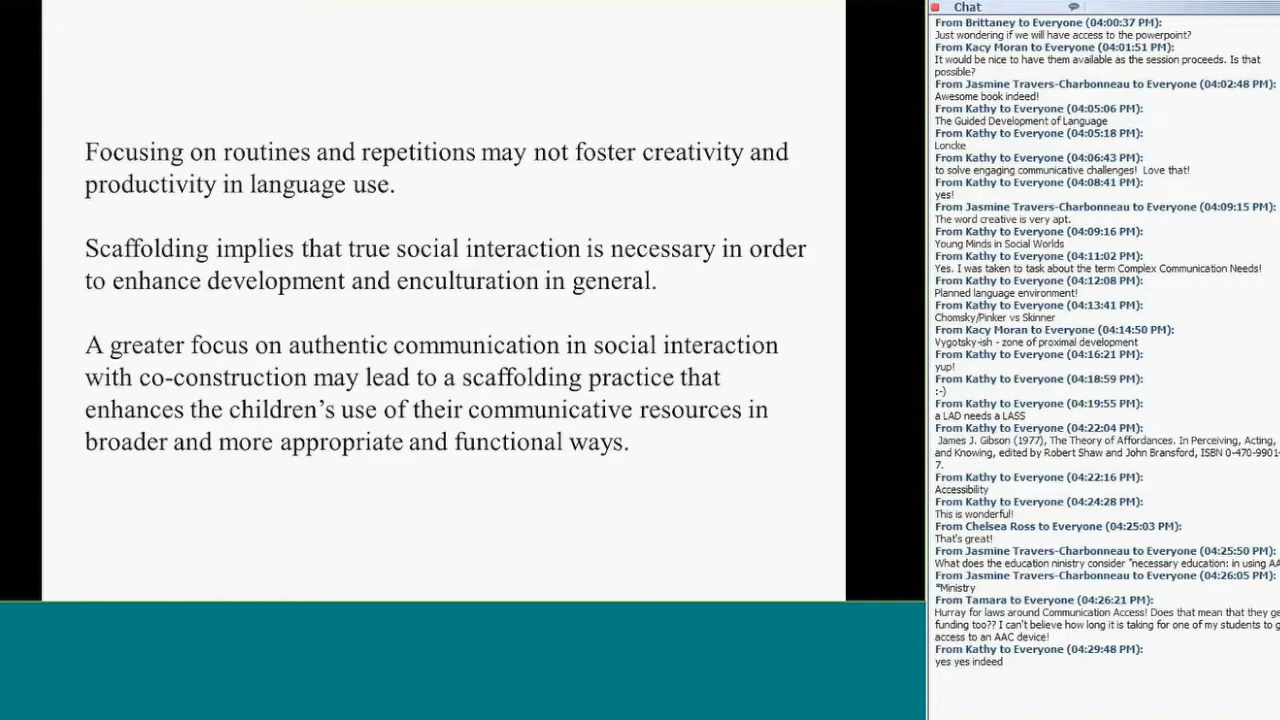 Focusing on routines and repetitions may not foster creativity and
productivity in language use.
Scaffolding implies that true social interaction is necessary in order
to enhance development and enculturation in general.
A greater focus on authentic communication in social interaction
with co-construction may lead to a scaffolding practice that
enhances the children's use of their communicative resources in
broader and more appropriate and functional ways.
Chat
From Brittaney to Everyone (04:00:37 PM):
Just wondering if we will have access to the powerpoint?
From Kacy Moran to Everyone (04:01:51 PM):
It would be nice to have them available as the session proceeds. Is that
possible?
From Jasmine Travers-Charbonneau to Everyone (04:02:48 PM):
Awesome book indeed!
From Kathy to Everyone (04:05:06 PM):
The Guided Development of Language
From Kathy to Everyone (04:05:18 PM):
Loncke
From Kathy to Everyone (04:06:43 PM):
to solve engaging communicative challenges! Love that!
From Kathy to Everyone (04:08:41 PM):
yes!
From Jasmine Travers-Charbonneau to Everyone (04:09:15 PM):
The word creative is very apt.
From Kathy to Everyone (04:09:16 PM):
Young Minds in Social Worlds
From Kathy to Everyone (04:11:02 PM):
Yes. I was taken to task about the term Complex Communication Needs!
From Kathy to Everyone (04:12:08 PM):
Planned language environment!
From Kathy to Everyone (04:13:41 PM):
Chomsky/Pinker vs Skinner
From Kacy Moran to Everyone (04:14:50 PM):
Vygotsky-ish - zone of proximal development
From Kathy to Everyone (04:16:21 PM):
yup!
From Kathy to Everyone (04:18:59 PM):
:-)
From Kathy to Everyone (04:19:55 PM):
a LAD needs a LASS
From Kathy to Everyone (04:22:04 PM):
James J. Gibson (1977), The Theory of Affordances. In Perceiving, Acting,
and Knowing, edited by Robert Shaw and John Bransford, ISBN 0-470-9901-
7.
From Kathy to Everyone (04:22:16 PM):
Accessibility
From Kathy to Everyone (04:24:28 PM):
This is wonderful!
From Chelsea Ross to Everyone (04:25:03 PM):
That's great!
From Jasmine Travers-Charbonneau to Everyone (04:25:50 PM):
What does the education ninistry consider "necessary education: in using
From Jasmine Travers-Charbonneau to Everyone (04:26:05 PM):
*Ministry
From Tamara to Everyone (04:26:21 PM):
Hurray for laws around Communication Access! Does that mean that they
funding too?? I can't believe how long it is taking for one of my students to
access to an AAC device!
From Kathy to Everyone (04:29:48 PM):
yes yes indeed